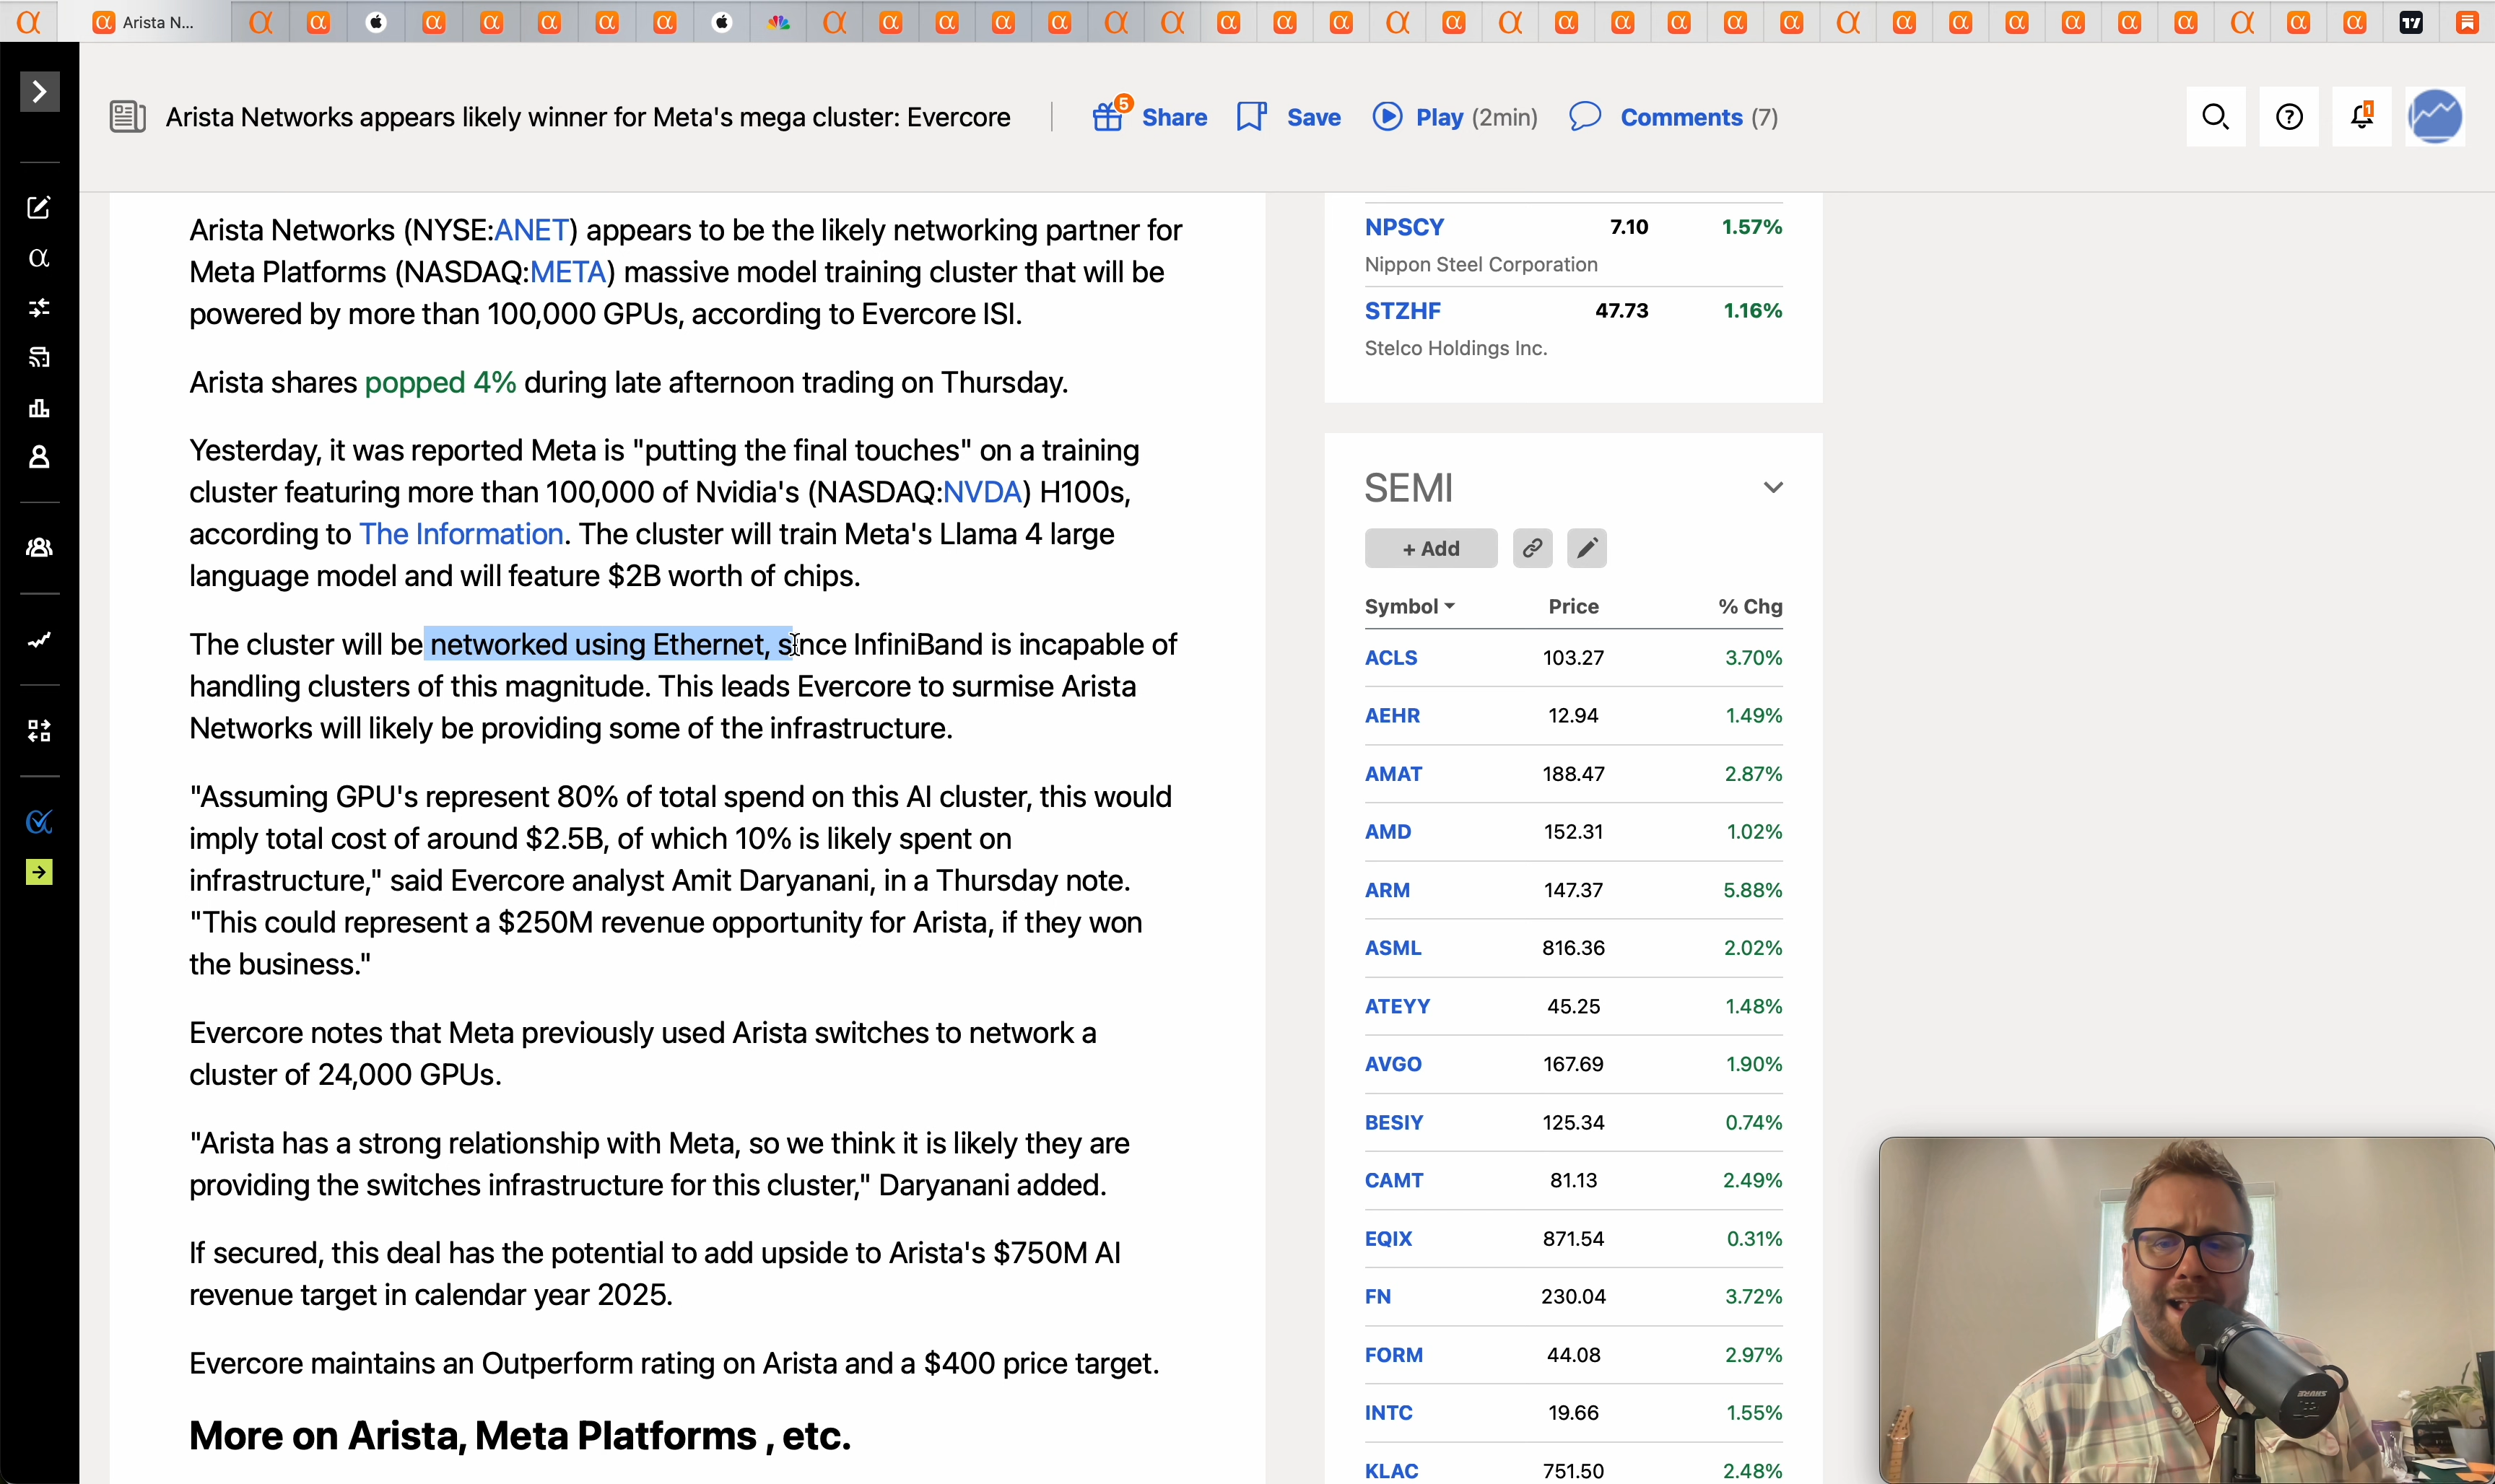 Arista N...
Arista Networks appears likely winner for Meta's mega cluster: Evercore
5
Share
Save
Play (2min)
Comments (7)
1
Arista Networks (NYSE:ANET) appears to be the likely networking partner for
Meta Platforms (NASDAQ:META) massive model training cluster that will be
powered by more than 100,000 GPUs, according to Evercore ISI.
Arista shares popped 4% during late afternoon trading on Thursday.
Yesterday, it was reported Meta is "putting the final touches" on a training
cluster featuring more than 100,000 of Nvidia's (NASDAQ:NVDA) H100s,
according to The Information. The cluster will train Meta's Llama 4 large
language model and will feature $2B worth of chips.
The cluster will be networked using Ethernet, since InfiniBand is incapable of
handling clusters of this magnitude. This leads Evercore to surmise Arista
Networks will likely be providing some of the infrastructure.
"Assuming GPU's represent 80% of total spend on this AI cluster, this would
imply total cost of around $2.5B, of which 10% is likely spent on
infrastructure," said Evercore analyst Amit Daryanani, in a Thursday note.
"This could represent a $250M revenue opportunity for Arista, if they won
the business."
Evercore notes that Meta previously used Arista switches to network a
cluster of 24,000 GPUs.
"Arista has a strong relationship with Meta, so we think it is likely they are
providing the switches infrastructure for this cluster," Daryanani added.
If secured, this deal has the potential to add upside to Arista's $750M AI
revenue target in calendar year 2025.
Evercore maintains an Outperform rating on Arista and a $400 price target.
More on Arista, Meta Platforms , etc.
NPSCY 7.10 1.57%
Nippon Steel Corporation
STZHF 47.73 1.16%
Stelco Holdings Inc.
SEMI
+ Add
Symbol Price % Chg
ACLS 103.27 3.70%
AEHR 12.94 1.49%
AMAT 188.47 2.87%
AMD 152.31 1.02%
ARM 147.37 5.88%
ASML 816.36 2.02%
ATEYY 45.25 1.48%
AVGO 167.69 1.90%
BESIY 125.34 0.74%
CAMT 81.13 2.49%
EQIX 871.54 0.31%
FN 230.04 3.72%
FORM 44.08 2.97%
INTC 19.66 1.55%
KLAC 751.50 2.48%